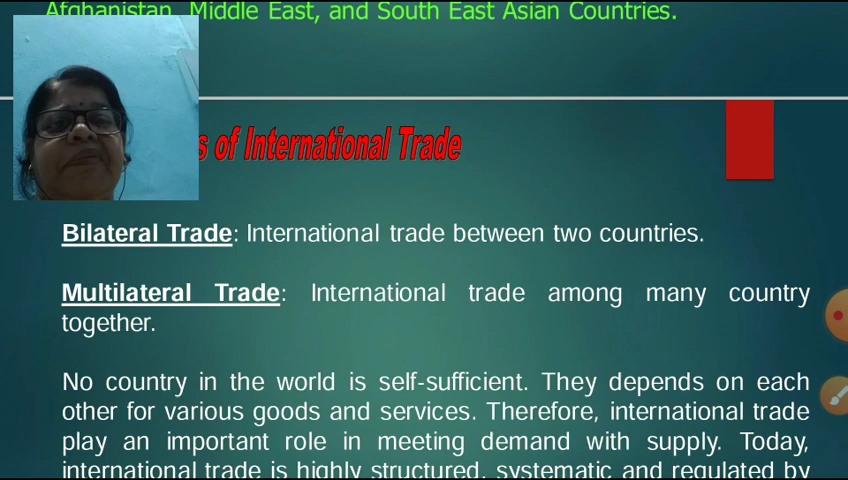 Afghanistan, Middle East, and South East Asian Countries.
of International Trade
Bilateral Trade: International trade between two countries.
Multilateral Trade: International trade among many country
together.
No country in the world is self-sufficient. They depends on each
other for various goods and services. Therefore, international trade
play an important role in meeting demand with supply. Today,
international trade is highly structured, systematic and regulated by